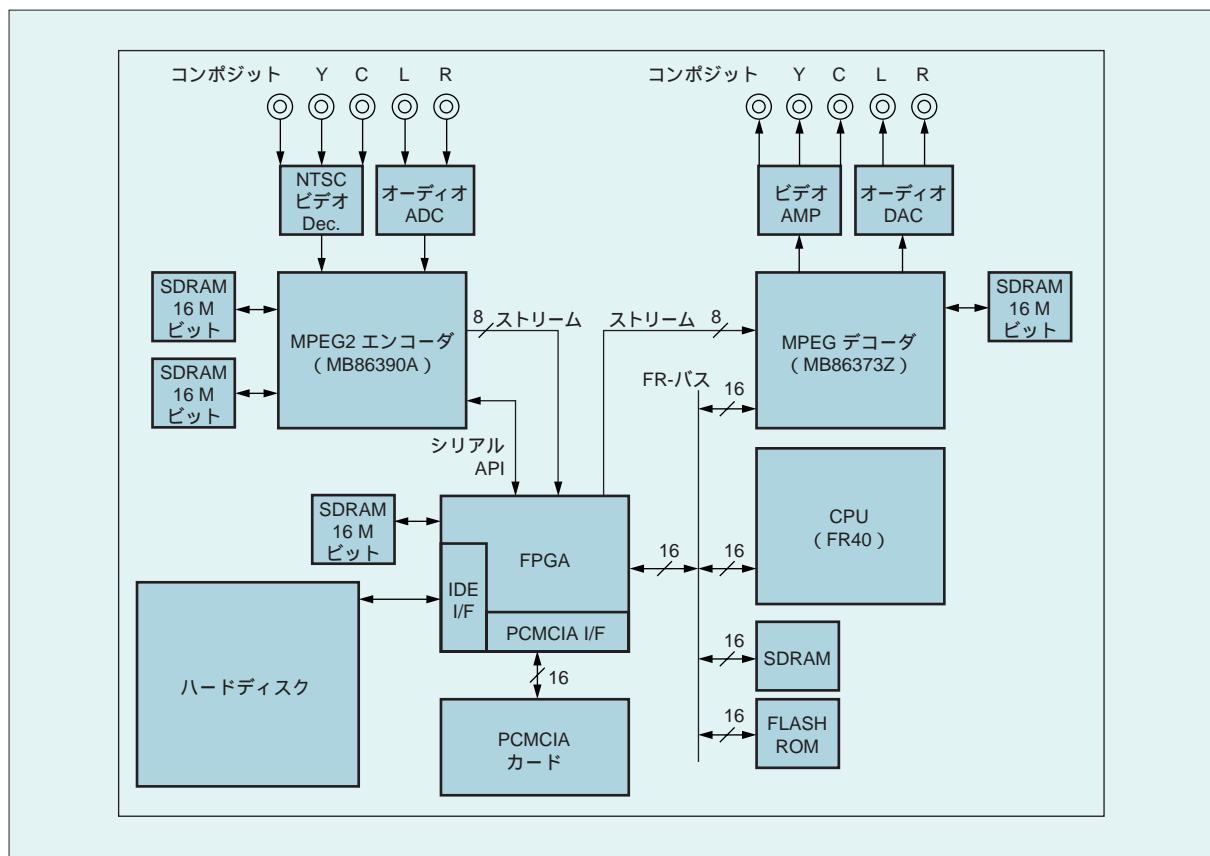 コンポジット Y C L R
コンポジット Y C L R
NTSC
ビデオ
Dec.
オーディオ
ADC
ビデオ
AMP
オーディオ
DAC
SDRAM
16 M
ビット
MPEG2 エンコーダ
(MB86390A)
8
ストリーム
ストリーム
8
MPEG デコーダ
(MB86373Z)
SDRAM
16 M
ビット
SDRAM
16 M
ビット
FR-バス
16
シリアル
API
SDRAM
16 M
ビット
FPGA
IDE
I/F
PCMCIA I/F
16
16
CPU
(FR40)
ハードディスク
16
PCMCIA
カード
16
SDRAM
16
FLASH
ROM